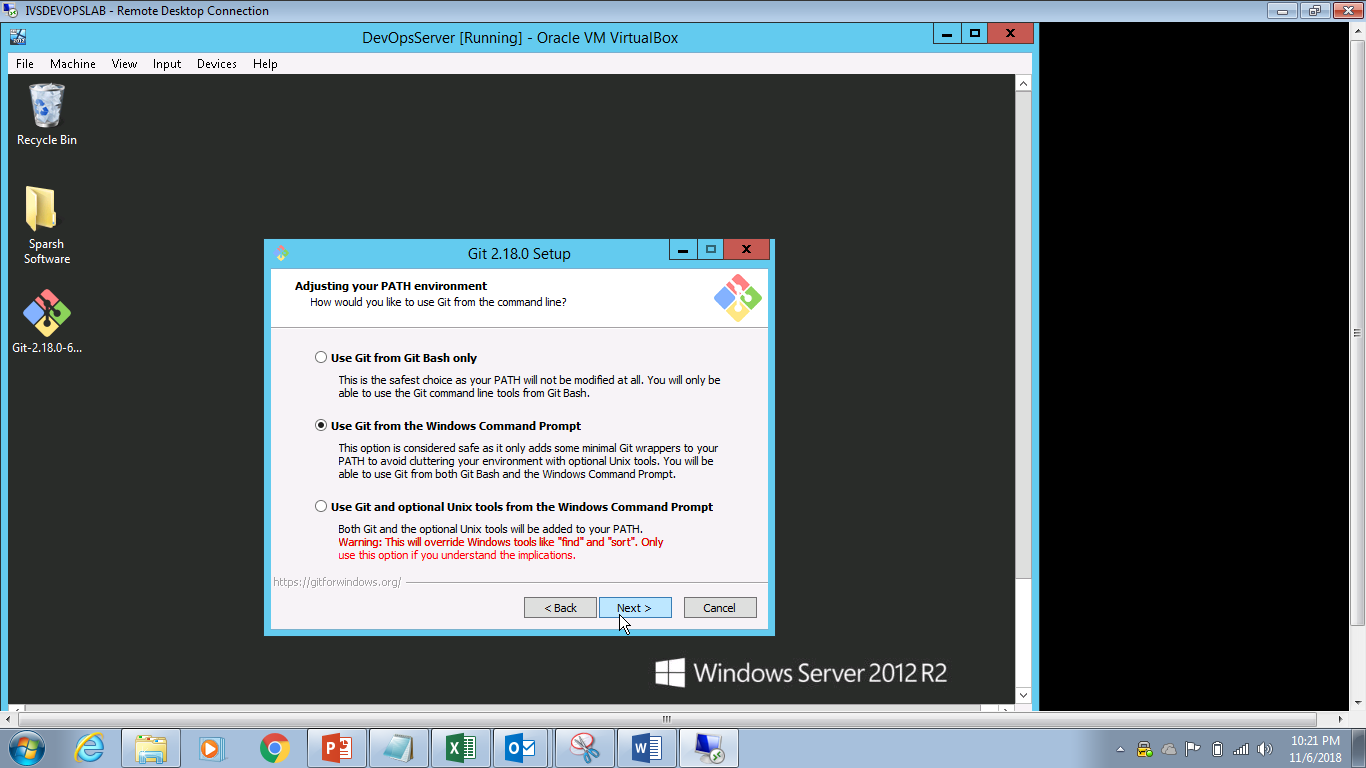 IVSDEVOPSLAB - Remote Desktop Connection
DevOpsServer [Running] - Oracle VM VirtualBox
File Machine View Input Devices Help
Recycle Bin
Sparsh
Software
Git-2.18.0-6...
Git 2.18.0 Setup
Adjusting your PATH environment
How would you like to use Git from the command line?
Use Git from Git Bash only
This is the safest choice as your PATH will not be modified at all. You will only be
able to use the Git command line tools from Git Bash.
Use Git from the Windows Command Prompt
This option is considered safe as it only adds some minimal Git wrappers to your
PATH to avoid cluttering your environment with optional Unix tools. You will be
able to use Git from both Git Bash and the Windows Command Prompt.
Use Git and optional Unix tools from the Windows Command Prompt
Both Git and the optional Unix tools will be added to your PATH.
Warning: This will override Windows tools like "find" and "sort". Only
use this option if you understand the implications.
https://gitforwindows.org/
< Back Next > Cancel
Windows Server 2012 R2
10:21 PM
11/6/2018